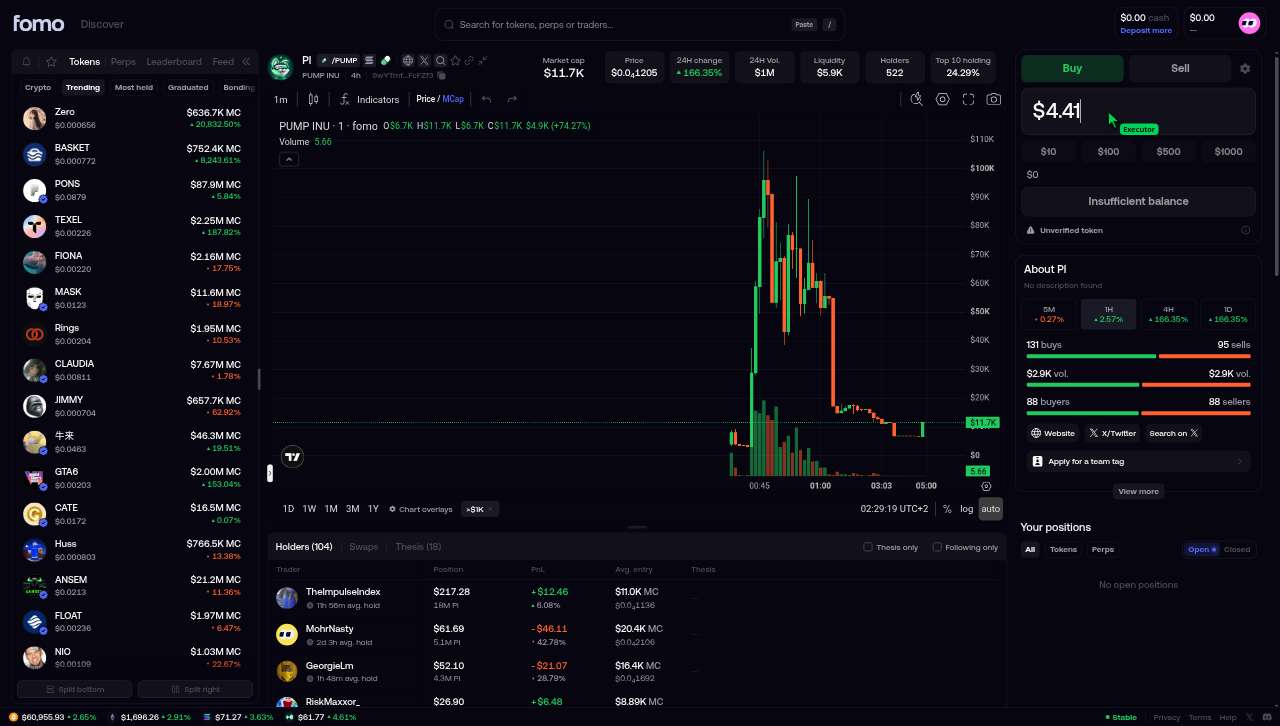 fomo
Discover
Search for tokens, perps or traders...
Paste
/
$0.00 cash
Deposit more
$0.00
—
Tokens Perps Leaderboard Feed
Crypto Trending Most held Graduated Bonding
Zero $636.7K MC
$0.000656 20,832.50%
BASKET $752.4K MC
$0.000772 8,243.61%
PONS $87.9M MC
$0.0879 5.84%
TEXEL $2.25M MC
$0.00226 187.82%
FIONA $2.16M MC
$0.00220 17.75%
MASK $11.6M MC
$0.0123 18.97%
Rings $1.95M MC
$0.00204 10.53%
CLAUDIA $7.67M MC
$0.00811 1.78%
JIMMY $657.7K MC
$0.000704 62.92%
牛来 $46.3M MC
$0.0463 19.51%
GTA6 $2.00M MC
$0.00203 153.04%
CATE $16.5M MC
$0.0172 0.07%
Huss $766.5K MC
$0.000803 13.38%
ANSEM $21.2M MC
$0.0213 11.36%
FLOAT $1.97M MC
$0.00236 6.47%
NIO $1.03M MC
$0.00109 22.67%
Split bottom Split right
PI /PUMP
PUMP INU 4h
Market cap
$11.7K
Price
$0.0₄1205
24H change
166.35%
24H Vol.
$1M
Liquidity
$5.9K
Holders
522
Top 10 holding
24.29%
1m Indicators Price / MCap
PUMP INU · 1 · fomo O$6.7K H$11.7K L$6.7K C$11.7K $4.9K (+74.27%)
Volume 5.66
$110K
$100K
$90K
$80K
$70K
$60K
$50K
$40K
$30K
$20K
$11.7K
$0
5.66
00:45 01:00 03:03 05:00
1D 1W 1M 3M 1Y Chart overlays >$1K 02:29:19 UTC+2 % log auto
Holders (104) Swaps Thesis (18) Thesis only Following only
Trader Position PnL Avg. entry Thesis
TheImpulseIndex $217.28 +$12.46 $11.0K MC
11h 56m avg. hold 18M PI 6.08% $0.0₄1136
MohrNasty $61.69 -$46.11 $20.4K MC
2d 3h avg. hold 5.1M PI 42.78% $0.0₄2106
GeorgieLm $52.10 -$21.07 $16.4K MC
1h 48m avg. hold 4.3M PI 28.79% $0.0₄1692
RiskMaxxor_ $26.90 +$6.48 $8.89K MC
Buy Sell
$4.41
Executor
$10 $100 $500 $1000
$0
Insufficient balance
Unverified token
About PI
No description found
5M 1H 4H 1D
0.27% 2.57% 166.35% 166.35%
131 buys 95 sells
$2.9K vol. $2.9K vol.
88 buyers 88 sellers
Website X/Twitter Search on X
Apply for a team tag
View more
Your positions
All Tokens Perps Open Closed
No open positions
$60,955.93 2.65% $1,696.26 2.91% $71.27 3.63% $61.77 4.61%
Stable Privacy Terms Help